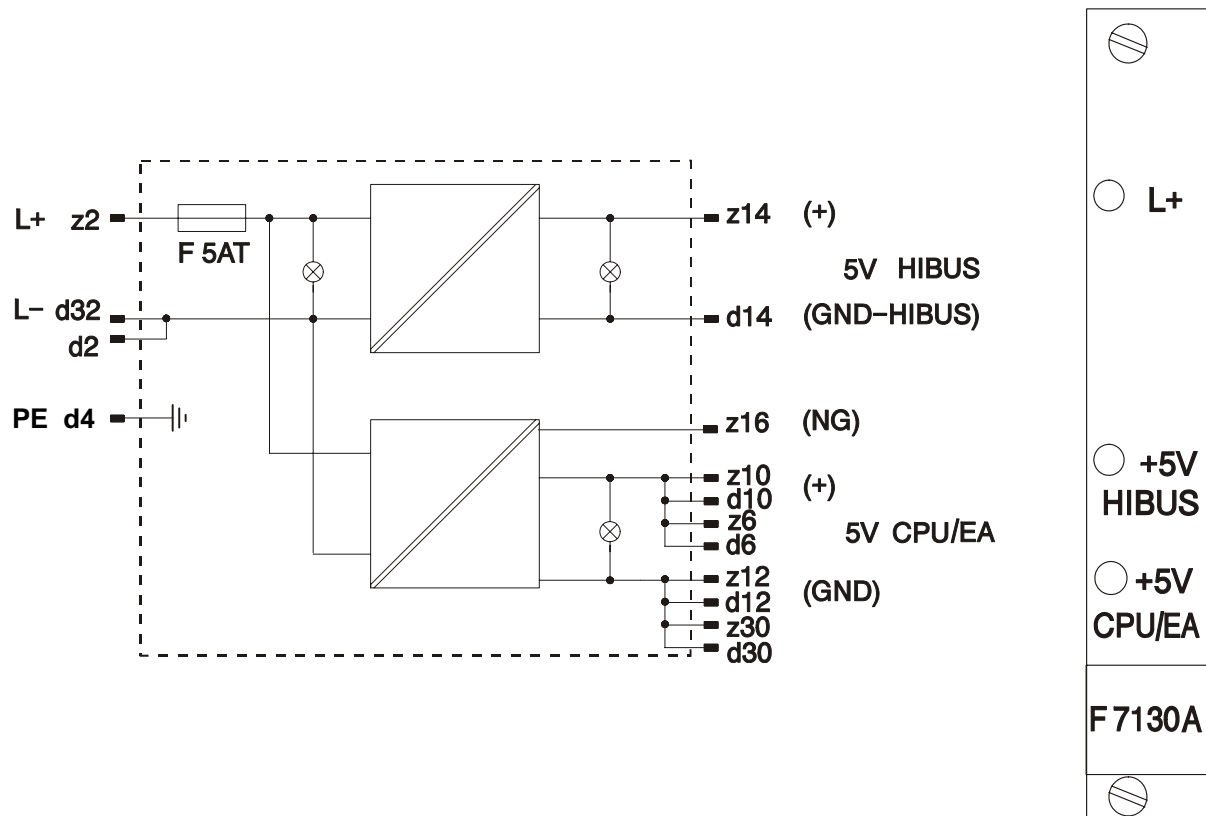 L+ z2
F 5AT
L- d32
d2
PE d4
z14 (+)
5V HIBUS
d14 (GND-HIBUS)
z16 (NG)
z10
d10 (+)
z6
d6
5V CPU/EA
z12
d12 (GND)
z30
d30
L+
+5V
HIBUS
+5V
CPU/EA
F 7130A